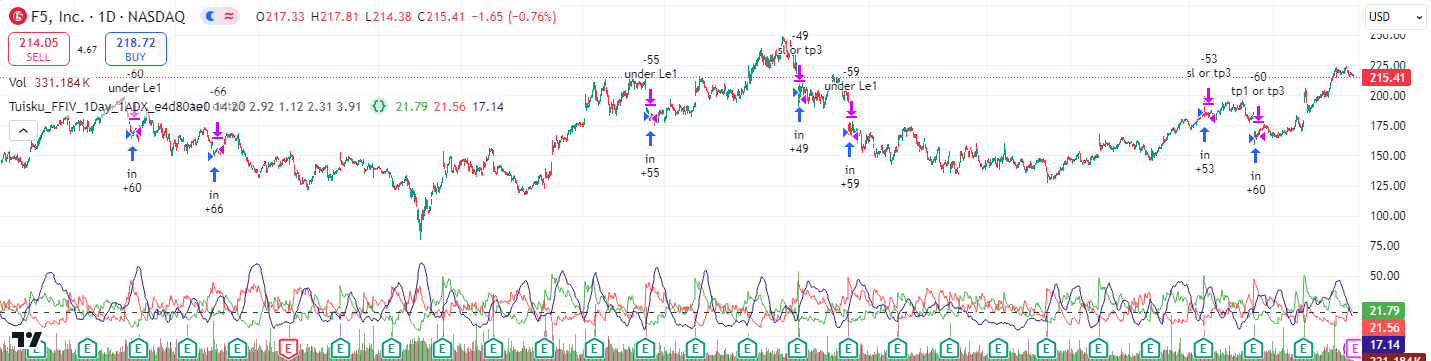 F5, Inc. · 1D · NASDAQ
O217.33 H217.81 L214.38 C215.41 −1.65 (−0.76%)
USD
214.05
SELL
4.67
218.72
BUY
Vol 331.184K
Tuisku_FFIV_1Day_1ADX_e4d80ae0 14 20 2.92 1.12 2.31 3.91 21.79 21.56 17.14
-60
under Le1
in
+60
-66
in
+66
-55
under Le1
in
+55
-49
sl or tp3
in
+49
-59
under Le1
in
+59
-53
sl or tp3
in
+53
-60
tp1 or tp3
in
+60
250.00
225.00
215.41
200.00
175.00
150.00
125.00
100.00
75.00
50.00
21.79
21.56
17.14
331.184K
E E E E E E E E E E E E E E E E E E E E E E E E E E E